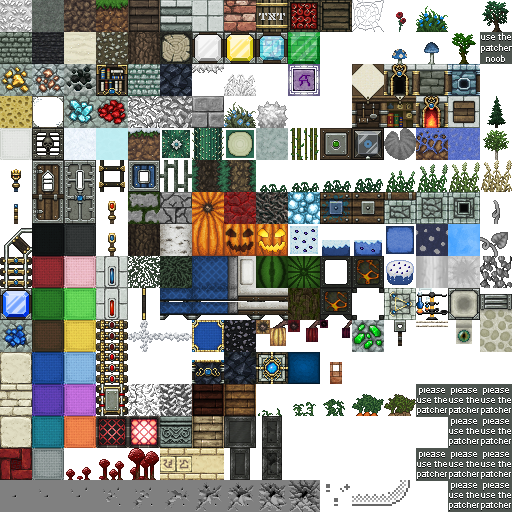 TXT
use the
patcher
noob
A
please please please
use the use the use the
patcher patcher patcher
please please
use the use the
patcher patcher
please please please
use the use the use the
patcher patcher patcher
please please
use the use the
patcher patcher